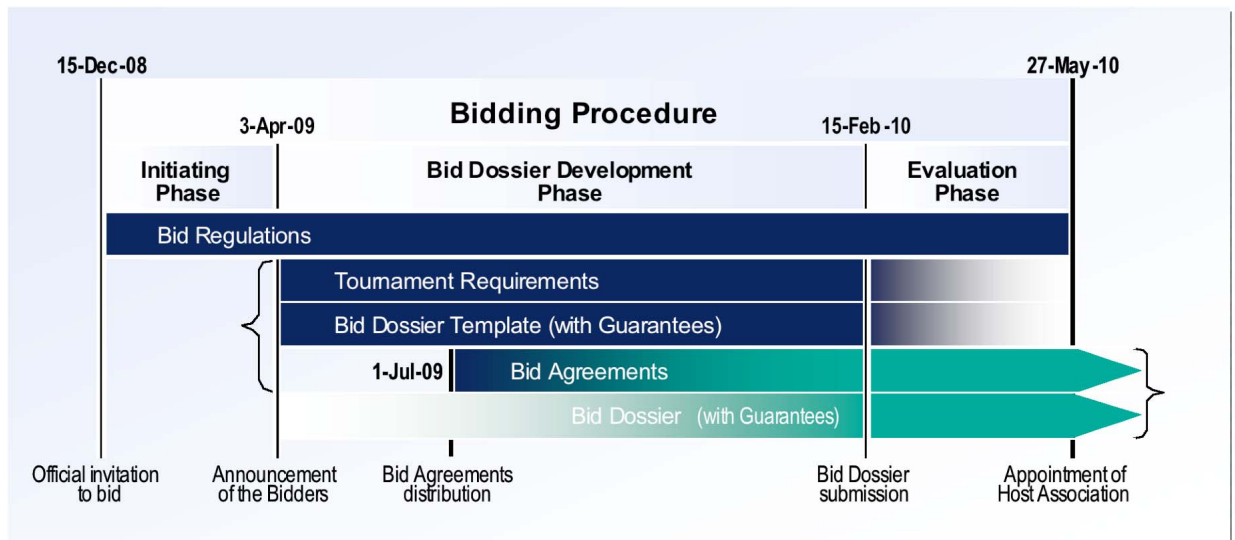 15-Dec-08
27-May-10
Bidding Procedure
3-Apr-09
15-Feb-10
Initiating
Phase
Bid Dossier Development
Phase
Evaluation
Phase
Bid Regulations
Tournament Requirements
Bid Dossier Template (with Guarantees)
1-Jul-09
Bid Agreements
Bid Dossier (with Guarantees)
Official invitation
to bid
Announcement
of the Bidders
Bid Agreements
distribution
Bid Dossier
submission
Appointment of
Host Association